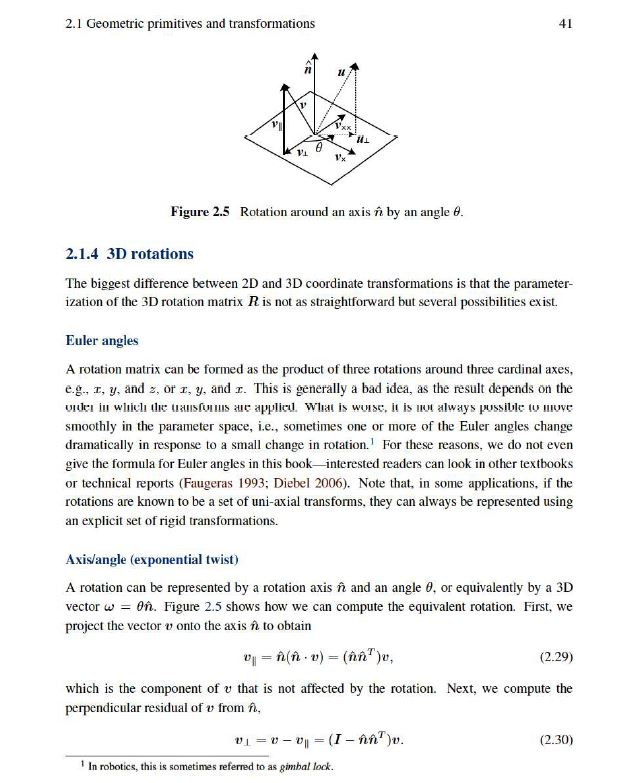 2.1 Geometric primitives and transformations 41
n̂
u
v
v∥
v××
u⊥
v⊥
θ
v×
Figure 2.5 Rotation around an axis n̂ by an angle θ.
2.1.4 3D rotations
The biggest difference between 2D and 3D coordinate transformations is that the parameter-
ization of the 3D rotation matrix R is not as straightforward but several possibilities exist.
Euler angles
A rotation matrix can be formed as the product of three rotations around three cardinal axes,
e.g., x, y, and z, or x, y, and x. This is generally a bad idea, as the result depends on the
order in which the transforms are applied. What is worse, it is not always possible to move
smoothly in the parameter space, i.e., sometimes one or more of the Euler angles change
dramatically in response to a small change in rotation.¹ For these reasons, we do not even
give the formula for Euler angles in this book—interested readers can look in other textbooks
or technical reports (Faugeras 1993; Diebel 2006). Note that, in some applications, if the
rotations are known to be a set of uni-axial transforms, they can always be represented using
an explicit set of rigid transformations.
Axis/angle (exponential twist)
A rotation can be represented by a rotation axis n̂ and an angle θ, or equivalently by a 3D
vector ω = θn̂. Figure 2.5 shows how we can compute the equivalent rotation. First, we
project the vector v onto the axis n̂ to obtain
v∥ = n̂(n̂ · v) = (n̂n̂ᵀ)v, (2.29)
which is the component of v that is not affected by the rotation. Next, we compute the
perpendicular residual of v from n̂,
v⊥ = v − v∥ = (I − n̂n̂ᵀ)v. (2.30)
¹ In robotics, this is sometimes referred to as gimbal lock.